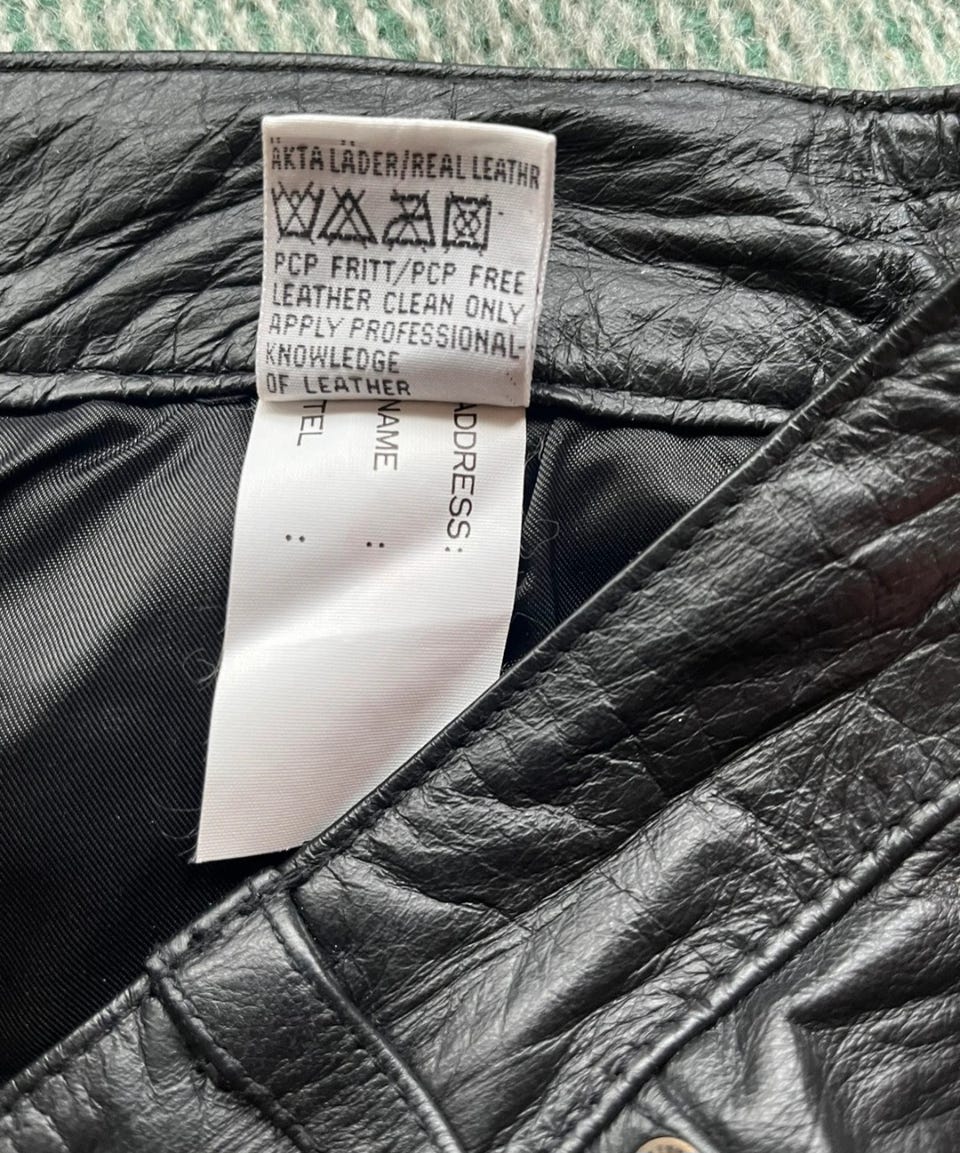 ÄKTA LÄDER/REAL LEATHR
PCP FRITT/PCP FREE
LEATHER CLEAN ONLY
APPLY PROFESSIONAL-
KNOWLEDGE
OF LEATHER
ADDRESS:
NAME :
TEL :